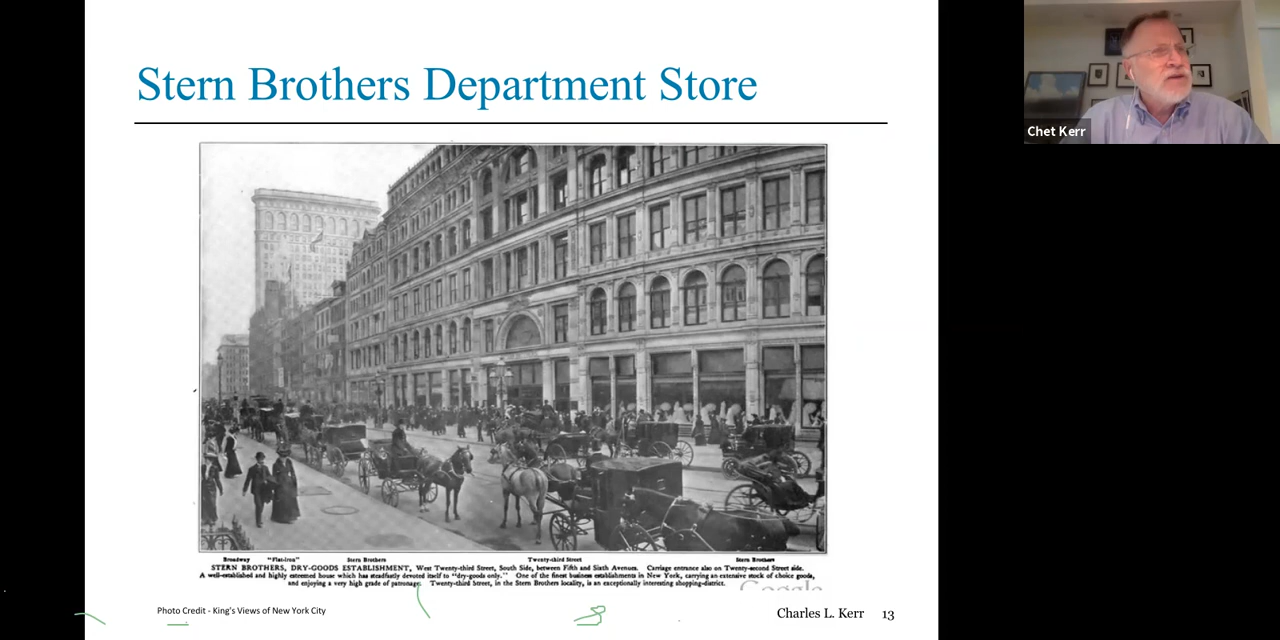 Stern Brothers Department Store
Chet Kerr
Broadway "Flat-Iron" Stern Brothers Twenty-third Street Stern Brothers
STERN BROTHERS, DRY-GOODS ESTABLISHMENT, West Twenty-third Street, South Side, between Fifth and Sixth Avenues. Carriage entrance also on Twenty-second Street side.
A well-established and highly esteemed house which has steadfastly devoted itself to "dry-goods only." One of the finest business establishments in New York, carrying an extensive stock of choice goods,
and enjoying a very high grade of patronage. Twenty-third Street, in the Stern Brothers locality, is an exceptionally interesting shopping-district.
Google
Photo Credit - King's Views of New York City
Charles L. Kerr 13